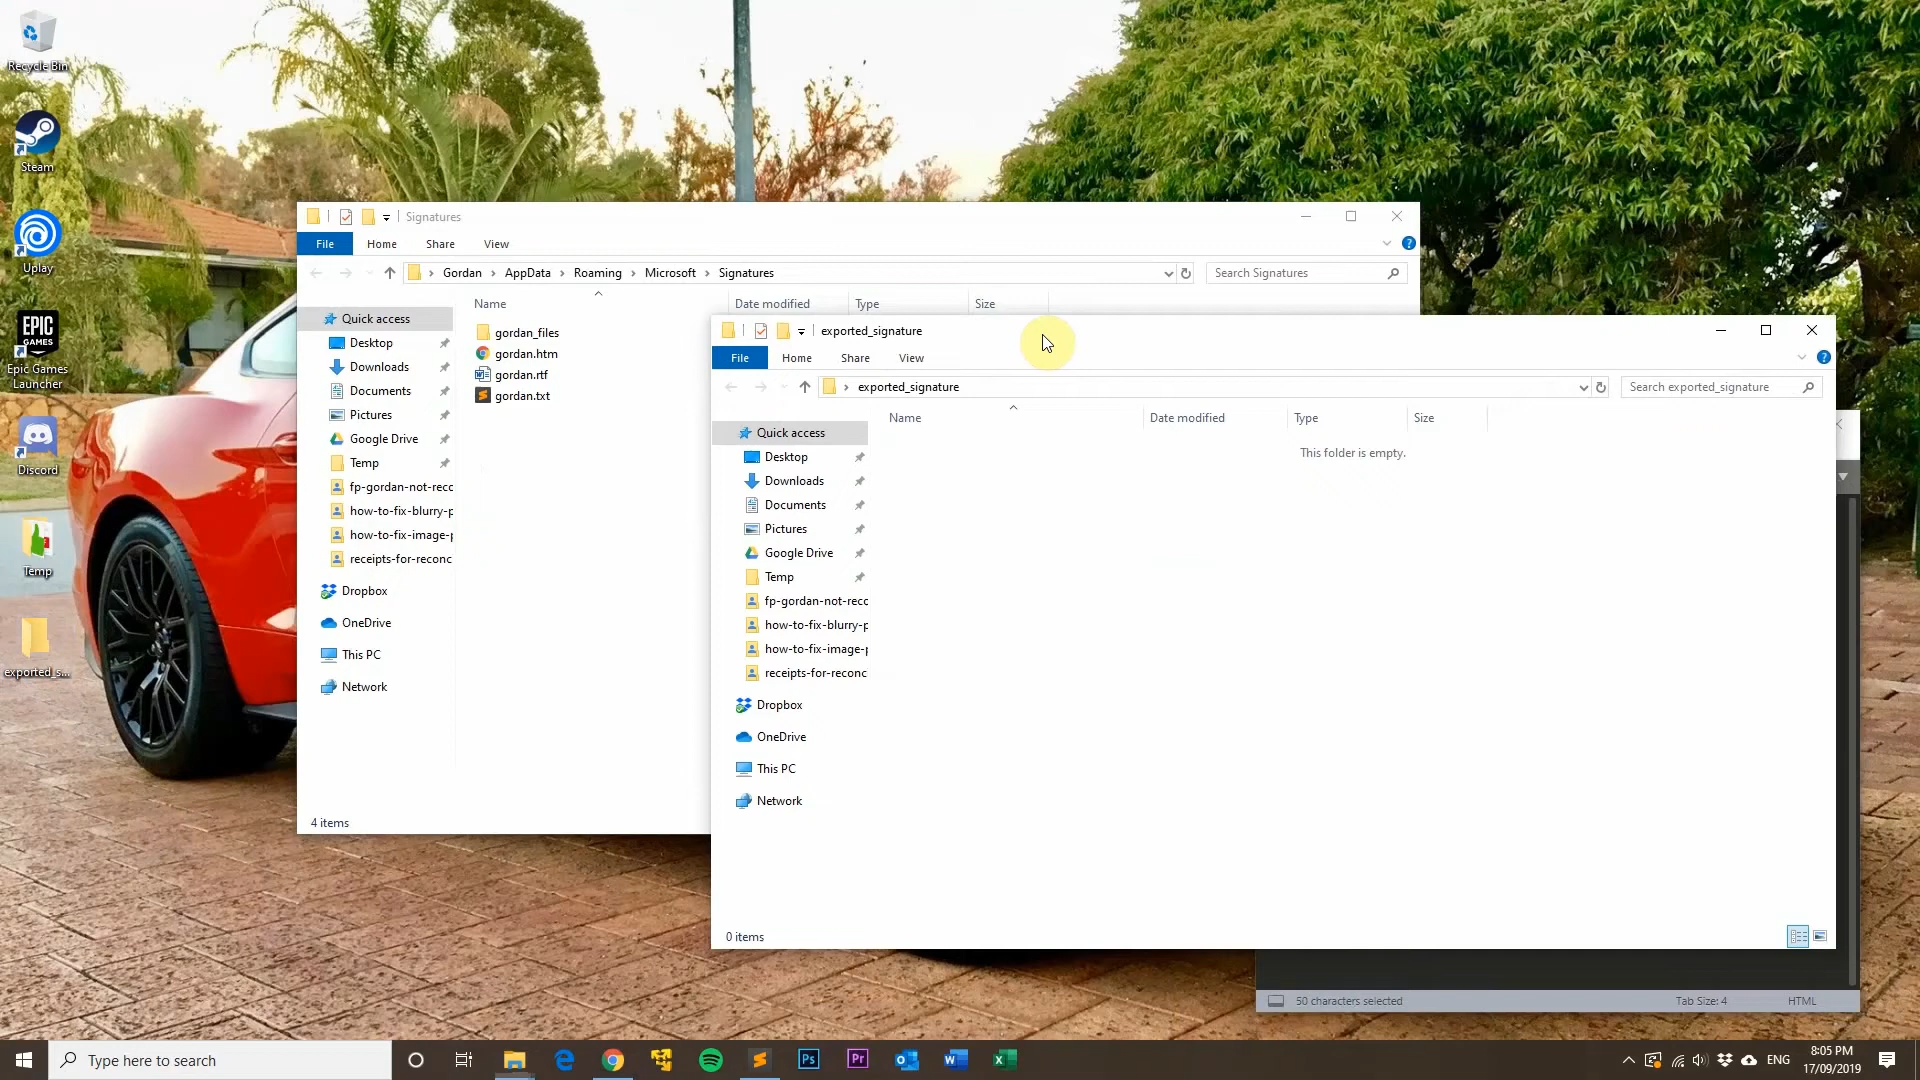 Recycle Bin
Steam
Uplay
EPIC
GAMES
Epic Games
Launcher
Discord
Temp
exported_s...
Signatures
File Home Share View
Gordan > AppData > Roaming > Microsoft > Signatures
Search Signatures
Name Date modified Type Size
Quick access
Desktop
Downloads
Documents
Pictures
Google Drive
Temp
fp-gordan-not-recc
how-to-fix-blurry-p
how-to-fix-image-p
receipts-for-reconc
Dropbox
OneDrive
This PC
Network
gordan_files
gordan.htm
gordan.rtf
gordan.txt
4 items
exported_signature
File Home Share View
> exported_signature
Search exported_signature
Name Date modified Type Size
This folder is empty.
Quick access
Desktop
Downloads
Documents
Pictures
Google Drive
Temp
fp-gordan-not-recc
how-to-fix-blurry-p
how-to-fix-image-p
receipts-for-reconc
Dropbox
OneDrive
This PC
Network
0 items
50 characters selected Tab Size: 4 HTML
Type here to search
Ps
Pr
ENG
8:05 PM
17/09/2019